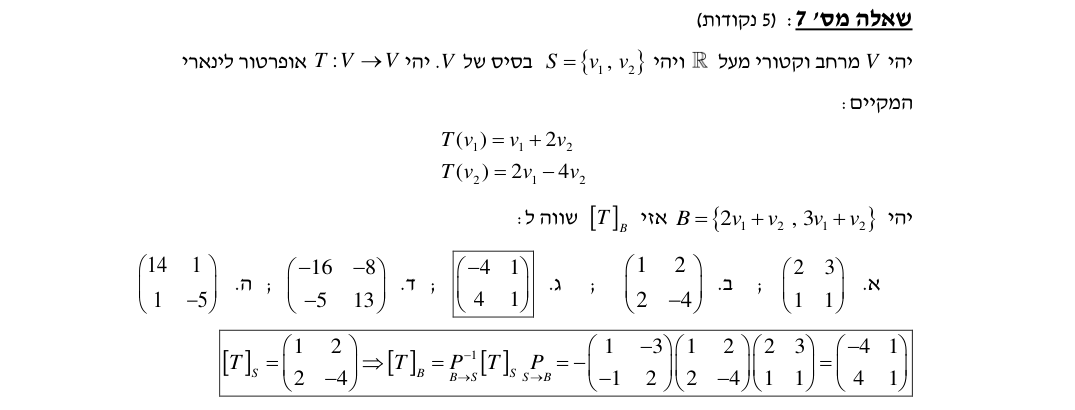 שאלה מס' 7: (5 נקודות)
יהי V מרחב וקטורי מעל ℝ ויהי S = {v₁ , v₂} בסיס של V. יהי T : V → V אופרטור לינארי
המקיים:
T(v₁) = v₁ + 2v₂
T(v₂) = 2v₁ − 4v₂
יהי B = {2v₁ + v₂ , 3v₁ + v₂} אזי [T]_B שווה ל:
א. (2 3; 1 1) ; ב. (1 2; 2 −4) ; ג. (−4 1; 4 1) ; ד. (−16 −8; −5 13) ; ה. (14 1; 1 −5)
[T]_S = (1 2; 2 −4) ⇒ [T]_B = P⁻¹_{B→S} [T]_S P_{S→B} = −(1 −3; −1 2)(1 2; 2 −4)(2 3; 1 1) = (−4 1; 4 1)